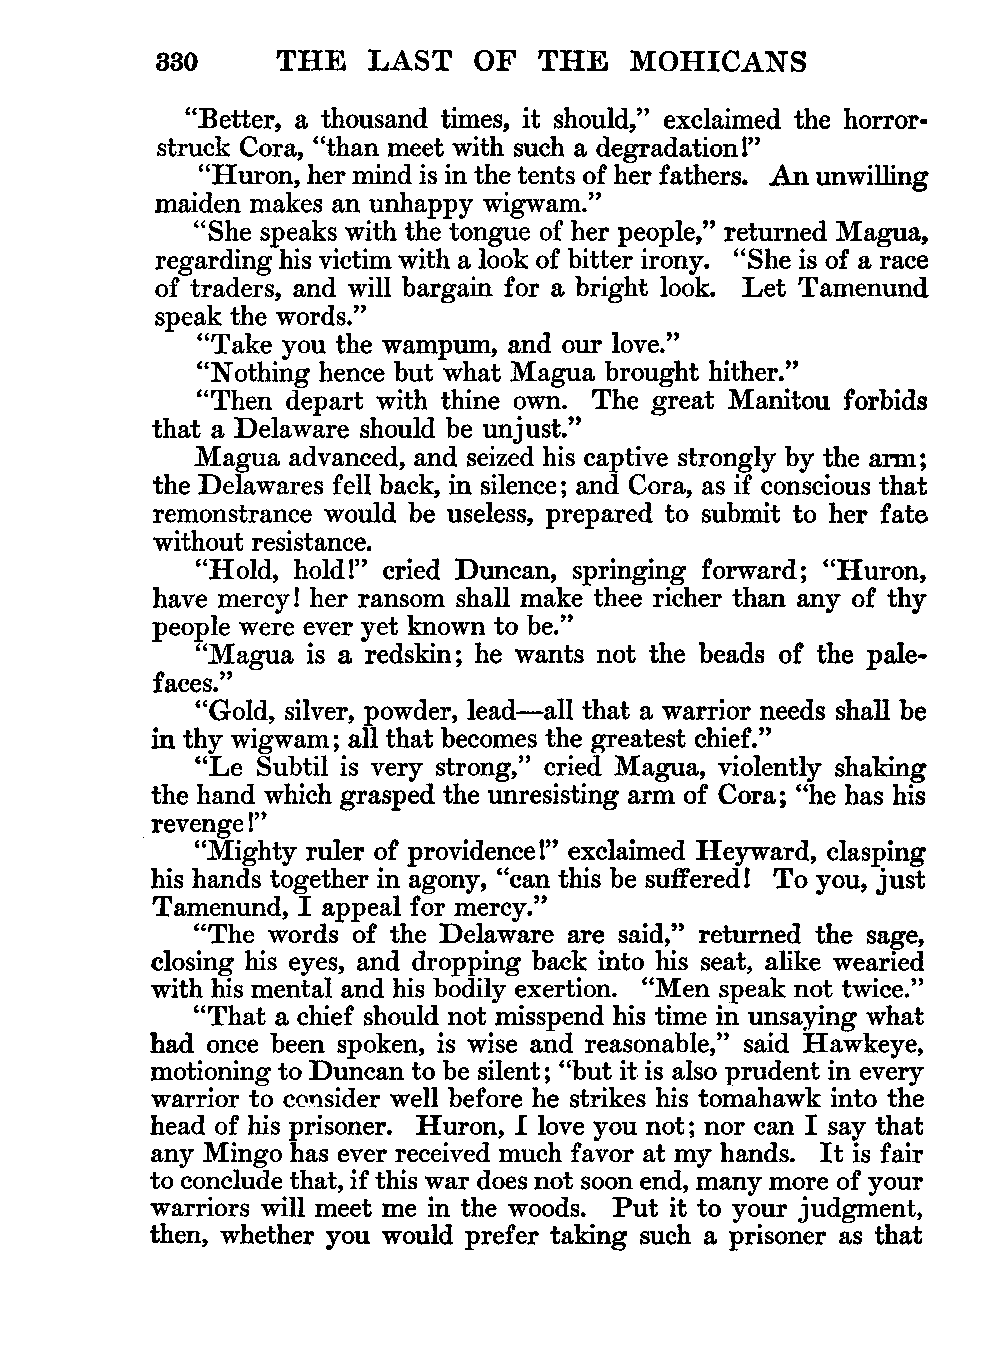 330 THE LAST OF THE MOHICANS
“Better, a thousand times, it should,” exclaimed the horror-
struck Cora, “than meet with such a degradation!”
“Huron, her mind is in the tents of her fathers. An unwilling
maiden makes an unhappy wigwam.”
“She speaks with the tongue of her people,” returned Magua,
regarding his victim with a look of bitter irony. “She is of a race
of traders, and will bargain for a bright look. Let Tamenund
speak the words.”
“Take you the wampum, and our love.”
“Nothing hence but what Magua brought hither.”
“Then depart with thine own. The great Manitou forbids
that a Delaware should be unjust.”
Magua advanced, and seized his captive strongly by the arm;
the Delawares fell back, in silence; and Cora, as if conscious that
remonstrance would be useless, prepared to submit to her fate
without resistance.
“Hold, hold!” cried Duncan, springing forward; “Huron,
have mercy! her ransom shall make thee richer than any of thy
people were ever yet known to be.”
“Magua is a redskin; he wants not the beads of the pale-
faces.”
“Gold, silver, powder, lead—all that a warrior needs shall be
in thy wigwam; all that becomes the greatest chief.”
“Le Subtil is very strong,” cried Magua, violently shaking
the hand which grasped the unresisting arm of Cora; “he has his
revenge!”
“Mighty ruler of providence!” exclaimed Heyward, clasping
his hands together in agony, “can this be suffered! To you, just
Tamenund, I appeal for mercy.”
“The words of the Delaware are said,” returned the sage,
closing his eyes, and dropping back into his seat, alike wearied
with his mental and his bodily exertion. “Men speak not twice.”
“That a chief should not misspend his time in unsaying what
had once been spoken, is wise and reasonable,” said Hawkeye,
motioning to Duncan to be silent; “but it is also prudent in every
warrior to consider well before he strikes his tomahawk into the
head of his prisoner. Huron, I love you not; nor can I say that
any Mingo has ever received much favor at my hands. It is fair
to conclude that, if this war does not soon end, many more of your
warriors will meet me in the woods. Put it to your judgment,
then, whether you would prefer taking such a prisoner as that